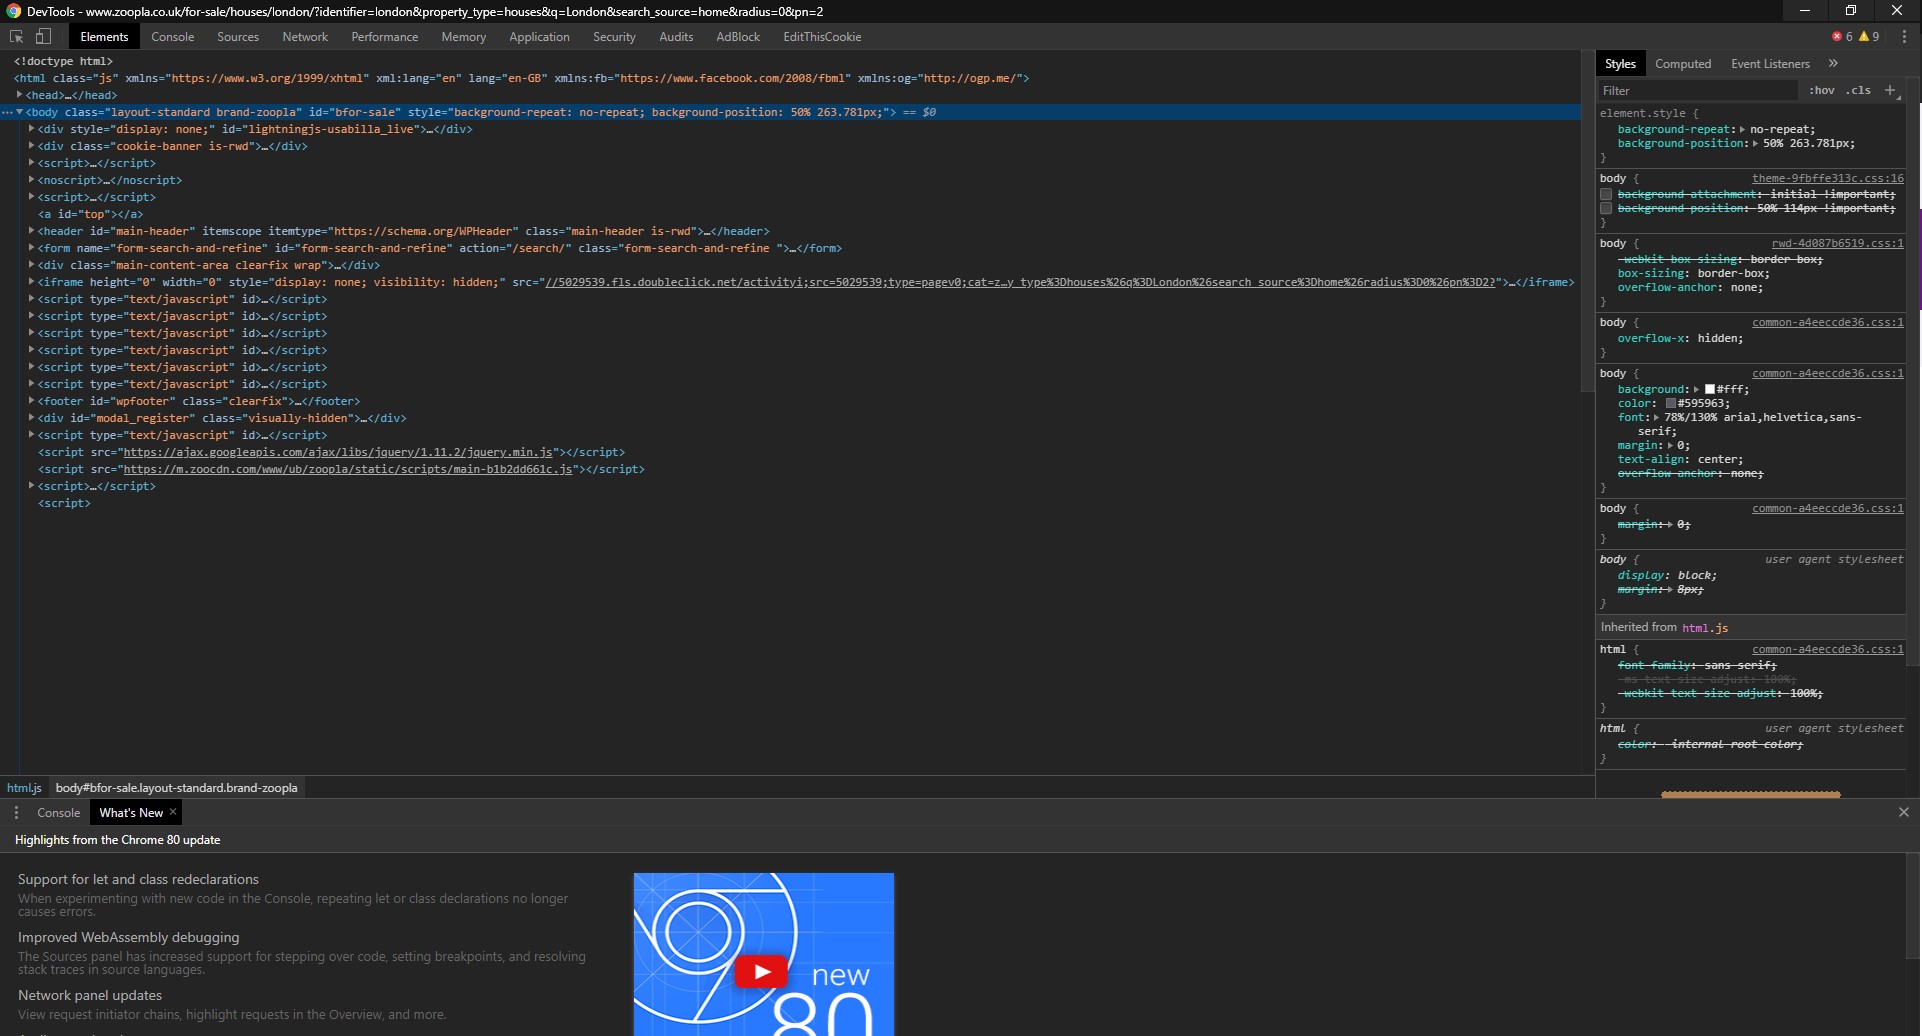 DevTools - www.zoopla.co.uk/for-sale/houses/london/?identifier=london&property_type=houses&q=London&search_source=home&radius=0&pn=2
Elements Console Sources Network Performance Memory Application Security Audits AdBlock EditThisCookie 6 9
<!doctype html>
<html class="js" xmlns="https://www.w3.org/1999/xhtml" xml:lang="en" lang="en-GB" xmlns:fb="https://www.facebook.com/2008/fbml" xmlns:og="http://ogp.me/">
<head>…</head>
<body class="layout-standard brand-zoopla" id="bfor-sale" style="background-repeat: no-repeat; background-position: 50% 263.781px;"> == $0
<div style="display: none;" id="lightningjs-usabilla_live">…</div>
<div class="cookie-banner is-rwd">…</div>
<script>…</script>
<noscript>…</noscript>
<script>…</script>
<a id="top"></a>
<header id="main-header" itemscope itemtype="https://schema.org/WPHeader" class="main-header is-rwd">…</header>
<form name="form-search-and-refine" id="form-search-and-refine" action="/search/" class="form-search-and-refine ">…</form>
<div class="main-content-area clearfix wrap">…</div>
<iframe height="0" width="0" style="display: none; visibility: hidden;" src="//5029539.fls.doubleclick.net/activityi;src=5029539;type=pagev0;cat=z…y_type%3Dhouses%26q%3DLondon%26search_source%3Dhome%26radius%3D0%26pn%3D2?">…</iframe>
<script type="text/javascript" id>…</script>
<script type="text/javascript" id>…</script>
<script type="text/javascript" id>…</script>
<script type="text/javascript" id>…</script>
<script type="text/javascript" id>…</script>
<script type="text/javascript" id>…</script>
<footer id="wpfooter" class="clearfix">…</footer>
<div id="modal_register" class="visually-hidden">…</div>
<script type="text/javascript" id>…</script>
<script src="https://ajax.googleapis.com/ajax/libs/jquery/1.11.2/jquery.min.js"></script>
<script src="https://m.zoocdn.com/www/ub/zoopla/static/scripts/main-b1b2dd661c.js"></script>
<script>…</script>
<script>
html.js body#bfor-sale.layout-standard.brand-zoopla
Styles Computed Event Listeners »
Filter :hov .cls +
element.style {
background-repeat: no-repeat;
background-position: 50% 263.781px;
}
body { theme-9fbffe313c.css:16
background-attachment: initial !important;
background-position: 50% 114px !important;
}
body { rwd-4d087b6519.css:1
-webkit-box-sizing: border-box;
box-sizing: border-box;
overflow-anchor: none;
}
body { common-a4eeccde36.css:1
overflow-x: hidden;
}
body { common-a4eeccde36.css:1
background: #fff;
color: #595963;
font: 78%/130% arial,helvetica,sans-
serif;
margin: 0;
text-align: center;
overflow-anchor: none;
}
body { common-a4eeccde36.css:1
margin: 0;
}
body { user agent stylesheet
display: block;
margin: 8px;
}
Inherited from html.js
html { common-a4eeccde36.css:1
font-family: sans-serif;
-ms-text-size-adjust: 100%;
-webkit-text-size-adjust: 100%;
}
html { user agent stylesheet
color: -internal-root-color;
}
Console What's New
Highlights from the Chrome 80 update
Support for let and class redeclarations
When experimenting with new code in the Console, repeating let or class declarations no longer
causes errors.
Improved WebAssembly debugging
The Sources panel has increased support for stepping over code, setting breakpoints, and resolving
stack traces in source languages.
Network panel updates
View request initiator chains, highlight requests in the Overview, and more.
new
80